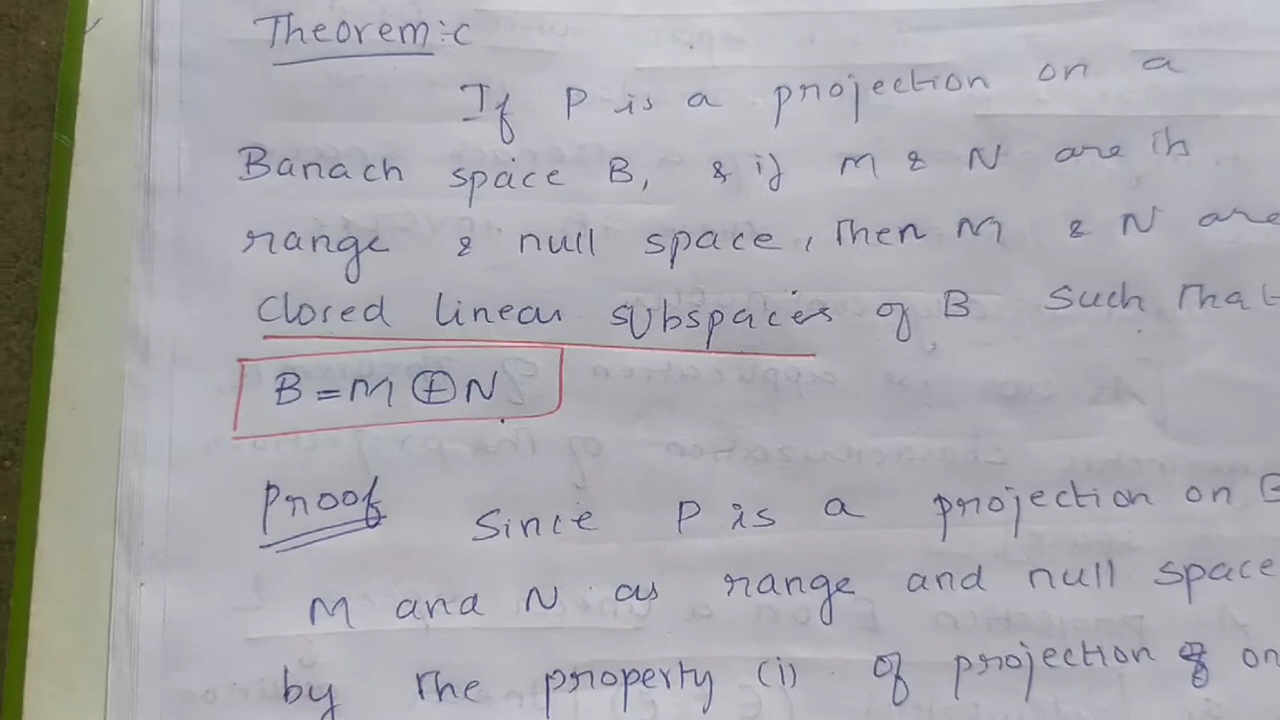 Theorem:-
If P is a projection on a
Banach space B, & if M & N are its
range & null space, Then M & N are
closed linear subspaces of B such that
B = M ⊕ N
Proof Since P is a projection on B
M and N as range and null space
by the property (i) of projection on